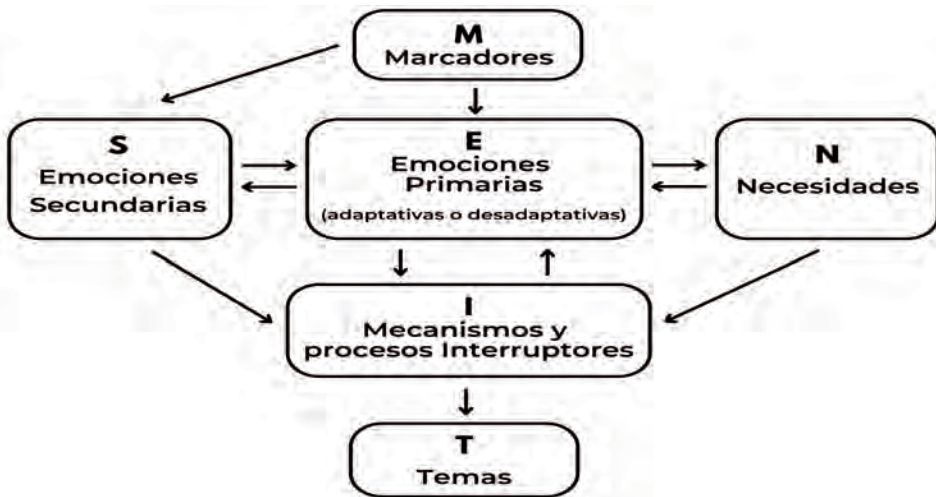 M
Marcadores
S
Emociones
Secundarias
E
Emociones
Primarias
(adaptativas o desadaptativas)
N
Necesidades
I
Mecanismos y
procesos Interruptores
T
Temas